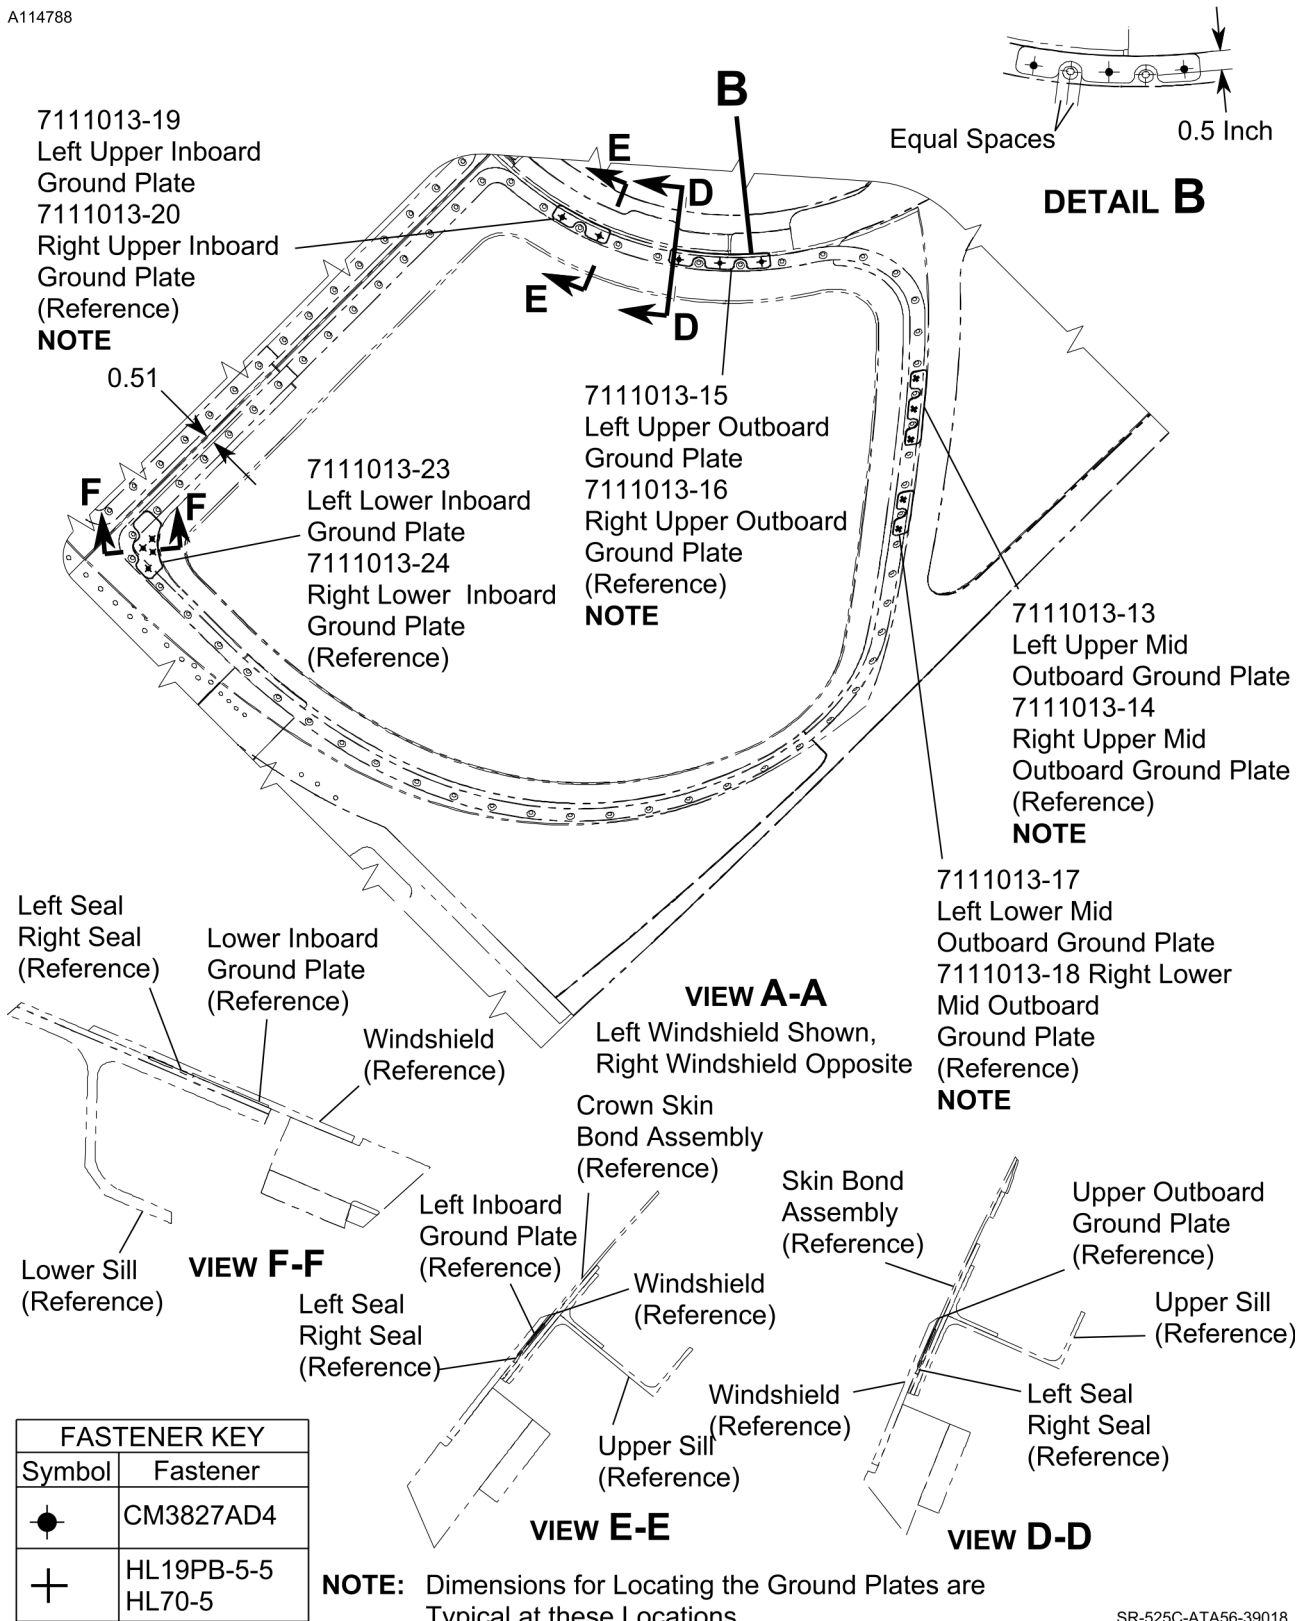 A114788
7111013-19
Left Upper Inboard
Ground Plate
7111013-20
Right Upper Inboard
Ground Plate
(Reference)
NOTE
0.51
B
E
D
E
D
F
F
Equal Spaces
0.5 Inch
DETAIL B
7111013-23
Left Lower Inboard
Ground Plate
7111013-24
Right Lower Inboard
Ground Plate
(Reference)
7111013-15
Left Upper Outboard
Ground Plate
7111013-16
Right Upper Outboard
Ground Plate
(Reference)
NOTE
7111013-13
Left Upper Mid
Outboard Ground Plate
7111013-14
Right Upper Mid
Outboard Ground Plate
(Reference)
NOTE
7111013-17
Left Lower Mid
Outboard Ground Plate
7111013-18 Right Lower
Mid Outboard
Ground Plate
(Reference)
NOTE
VIEW A-A
Left Windshield Shown,
Right Windshield Opposite
Left Seal
Right Seal
(Reference)
Lower Inboard
Ground Plate
(Reference)
Windshield
(Reference)
Lower Sill
(Reference)
VIEW F-F
Crown Skin
Bond Assembly
(Reference)
Left Inboard
Ground Plate
(Reference)
Left Seal
Right Seal
(Reference)
Windshield
(Reference)
Upper Sill
(Reference)
VIEW E-E
Skin Bond
Assembly
(Reference)
Upper Outboard
Ground Plate
(Reference)
Upper Sill
(Reference)
Windshield
(Reference)
Left Seal
Right Seal
(Reference)
VIEW D-D
FASTENER KEY
Symbol Fastener
CM3827AD4
HL19PB-5-5
HL70-5
NOTE: Dimensions for Locating the Ground Plates are
Typical at these Locations
SR-525C-ATA56-39018